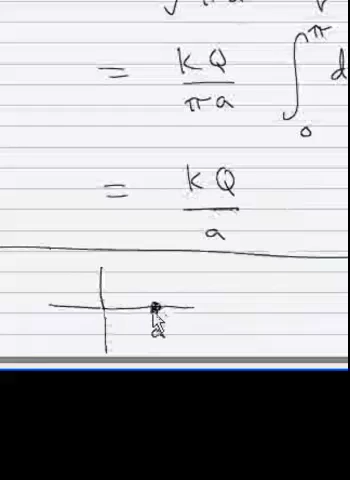 = kQ/πa ∫₀^π d
= kQ/a
a